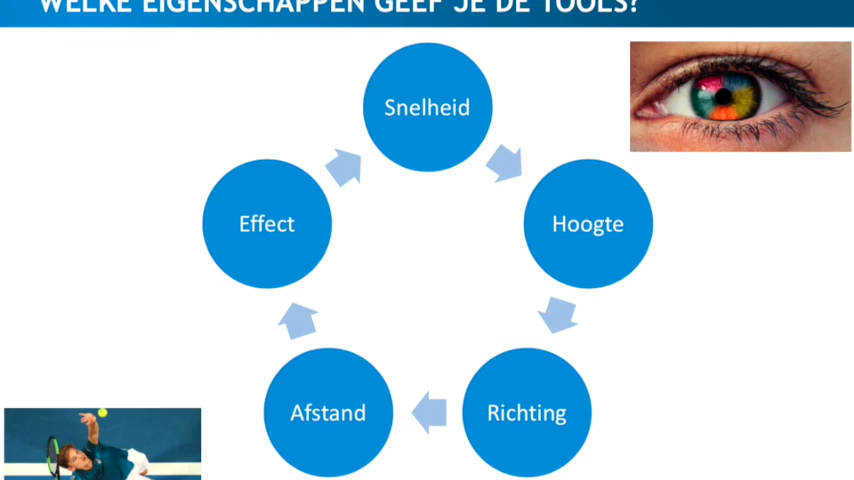 WELKE EIGENSCHAPPEN GEEF JE DE TOOLS?
Snelheid
Hoogte
Richting
Afstand
Effect